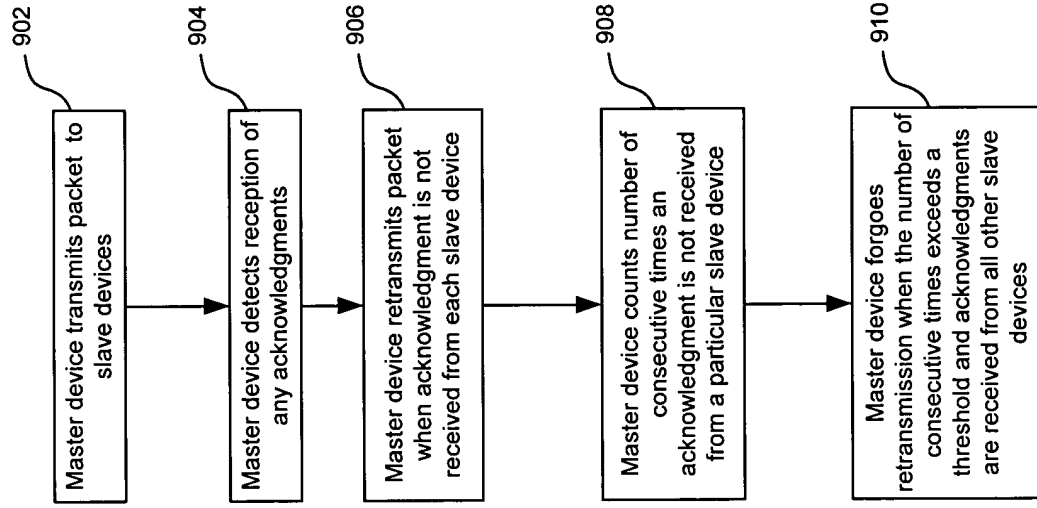 902
Master device transmits packet to
slave devices
904
Master device detects reception of
any acknowledgments
906
Master device retransmits packet
when acknowledgment is not
received from each slave device
908
Master device counts number of
consecutive times an
acknowledgment is not received
from a particular slave device
910
Master device forgoes
retransmission when the number of
consecutive times exceeds a
threshold and acknowledgments
are received from all other slave
devices